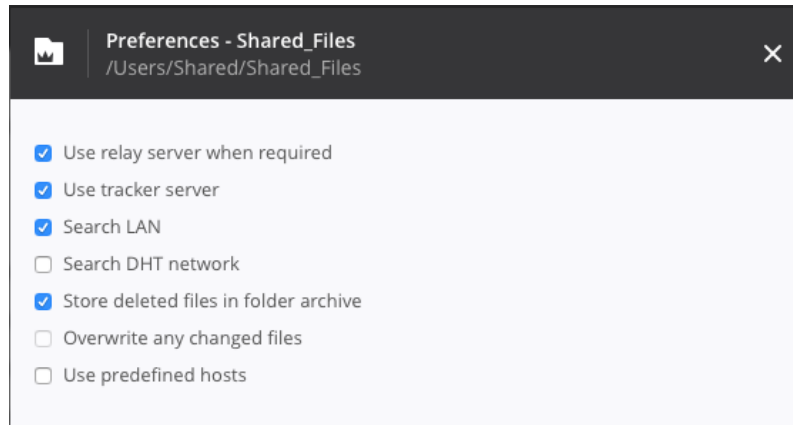 Preferences - Shared_Files
/Users/Shared/Shared_Files
Use relay server when required
Use tracker server
Search LAN
Search DHT network
Store deleted files in folder archive
Overwrite any changed files
Use predefined hosts